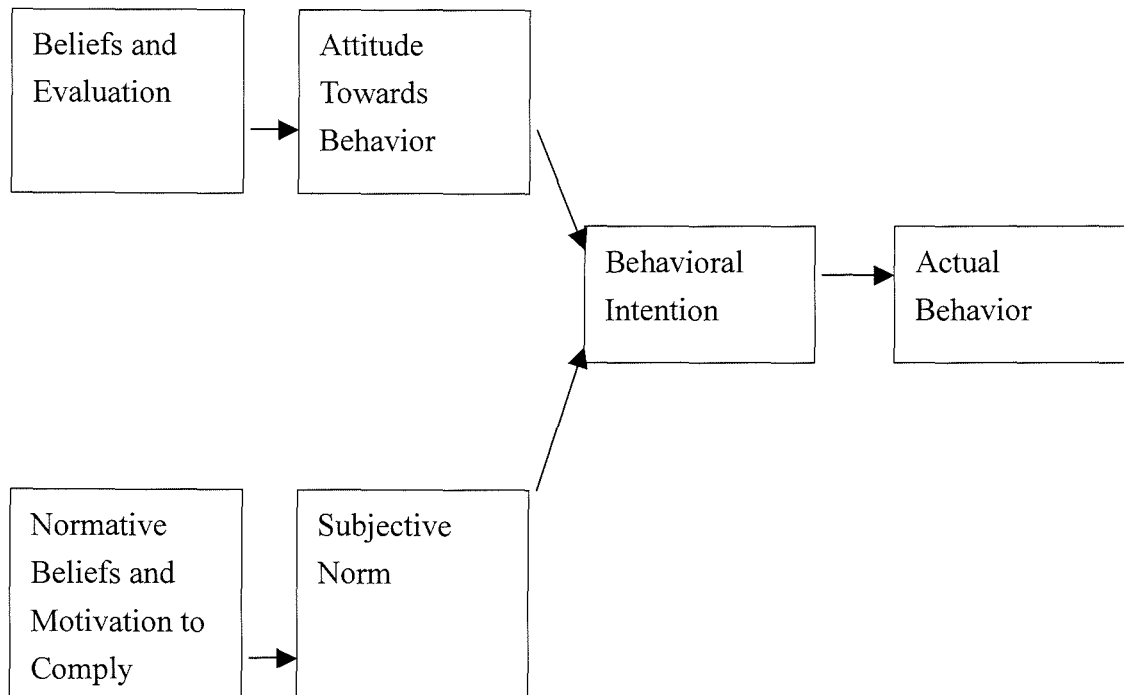 Beliefs and
Evaluation
Attitude
Towards
Behavior
Behavioral
Intention
Actual
Behavior
Normative
Beliefs and
Motivation to
Comply
Subjective
Norm